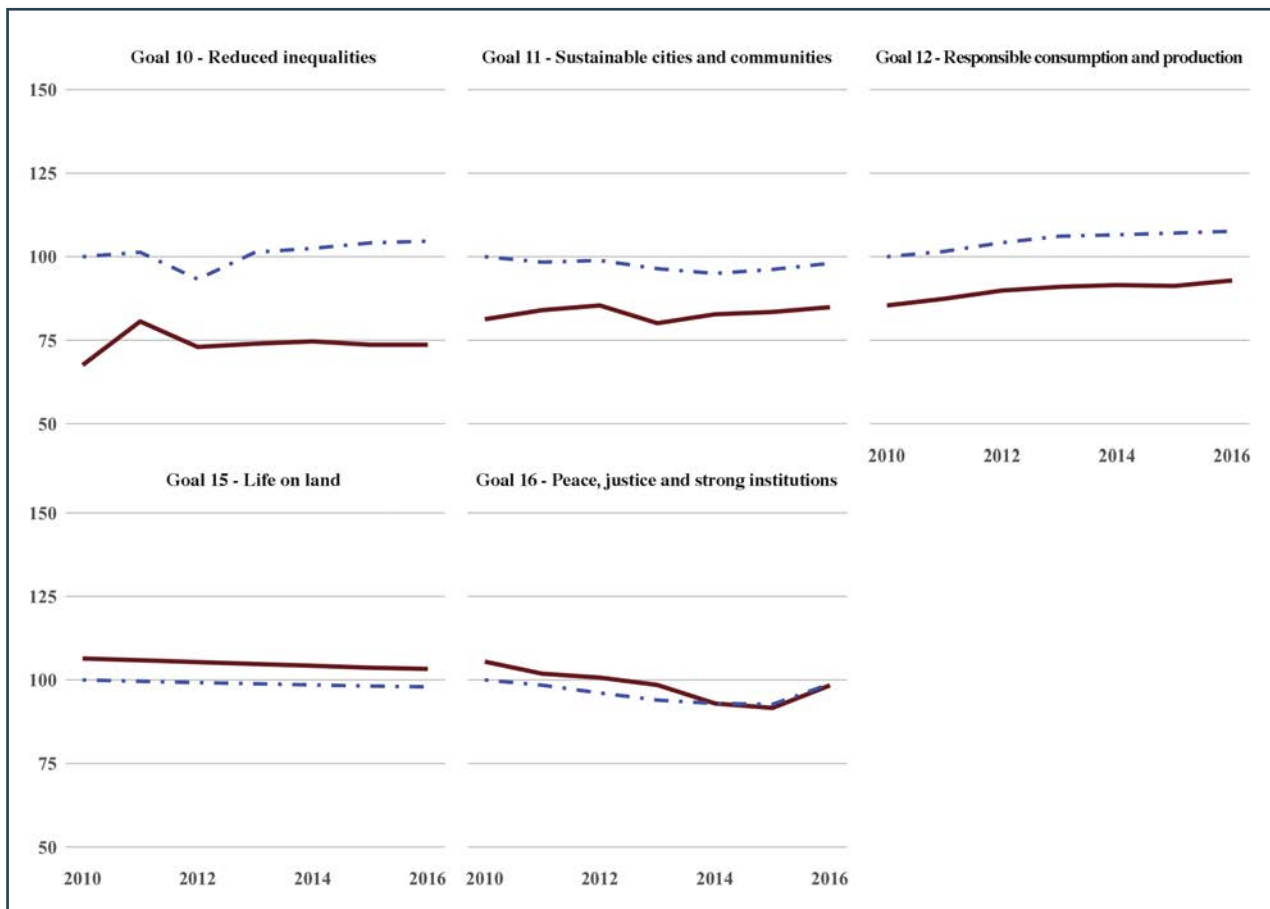 Goal 10 - Reduced inequalities
Goal 11 - Sustainable cities and communities
Goal 12 - Responsible consumption and production
150
125
100
75
50
2010 2012 2014 2016
Goal 15 - Life on land
Goal 16 - Peace, justice and strong institutions
150
125
100
75
50
2010 2012 2014 2016
2010 2012 2014 2016